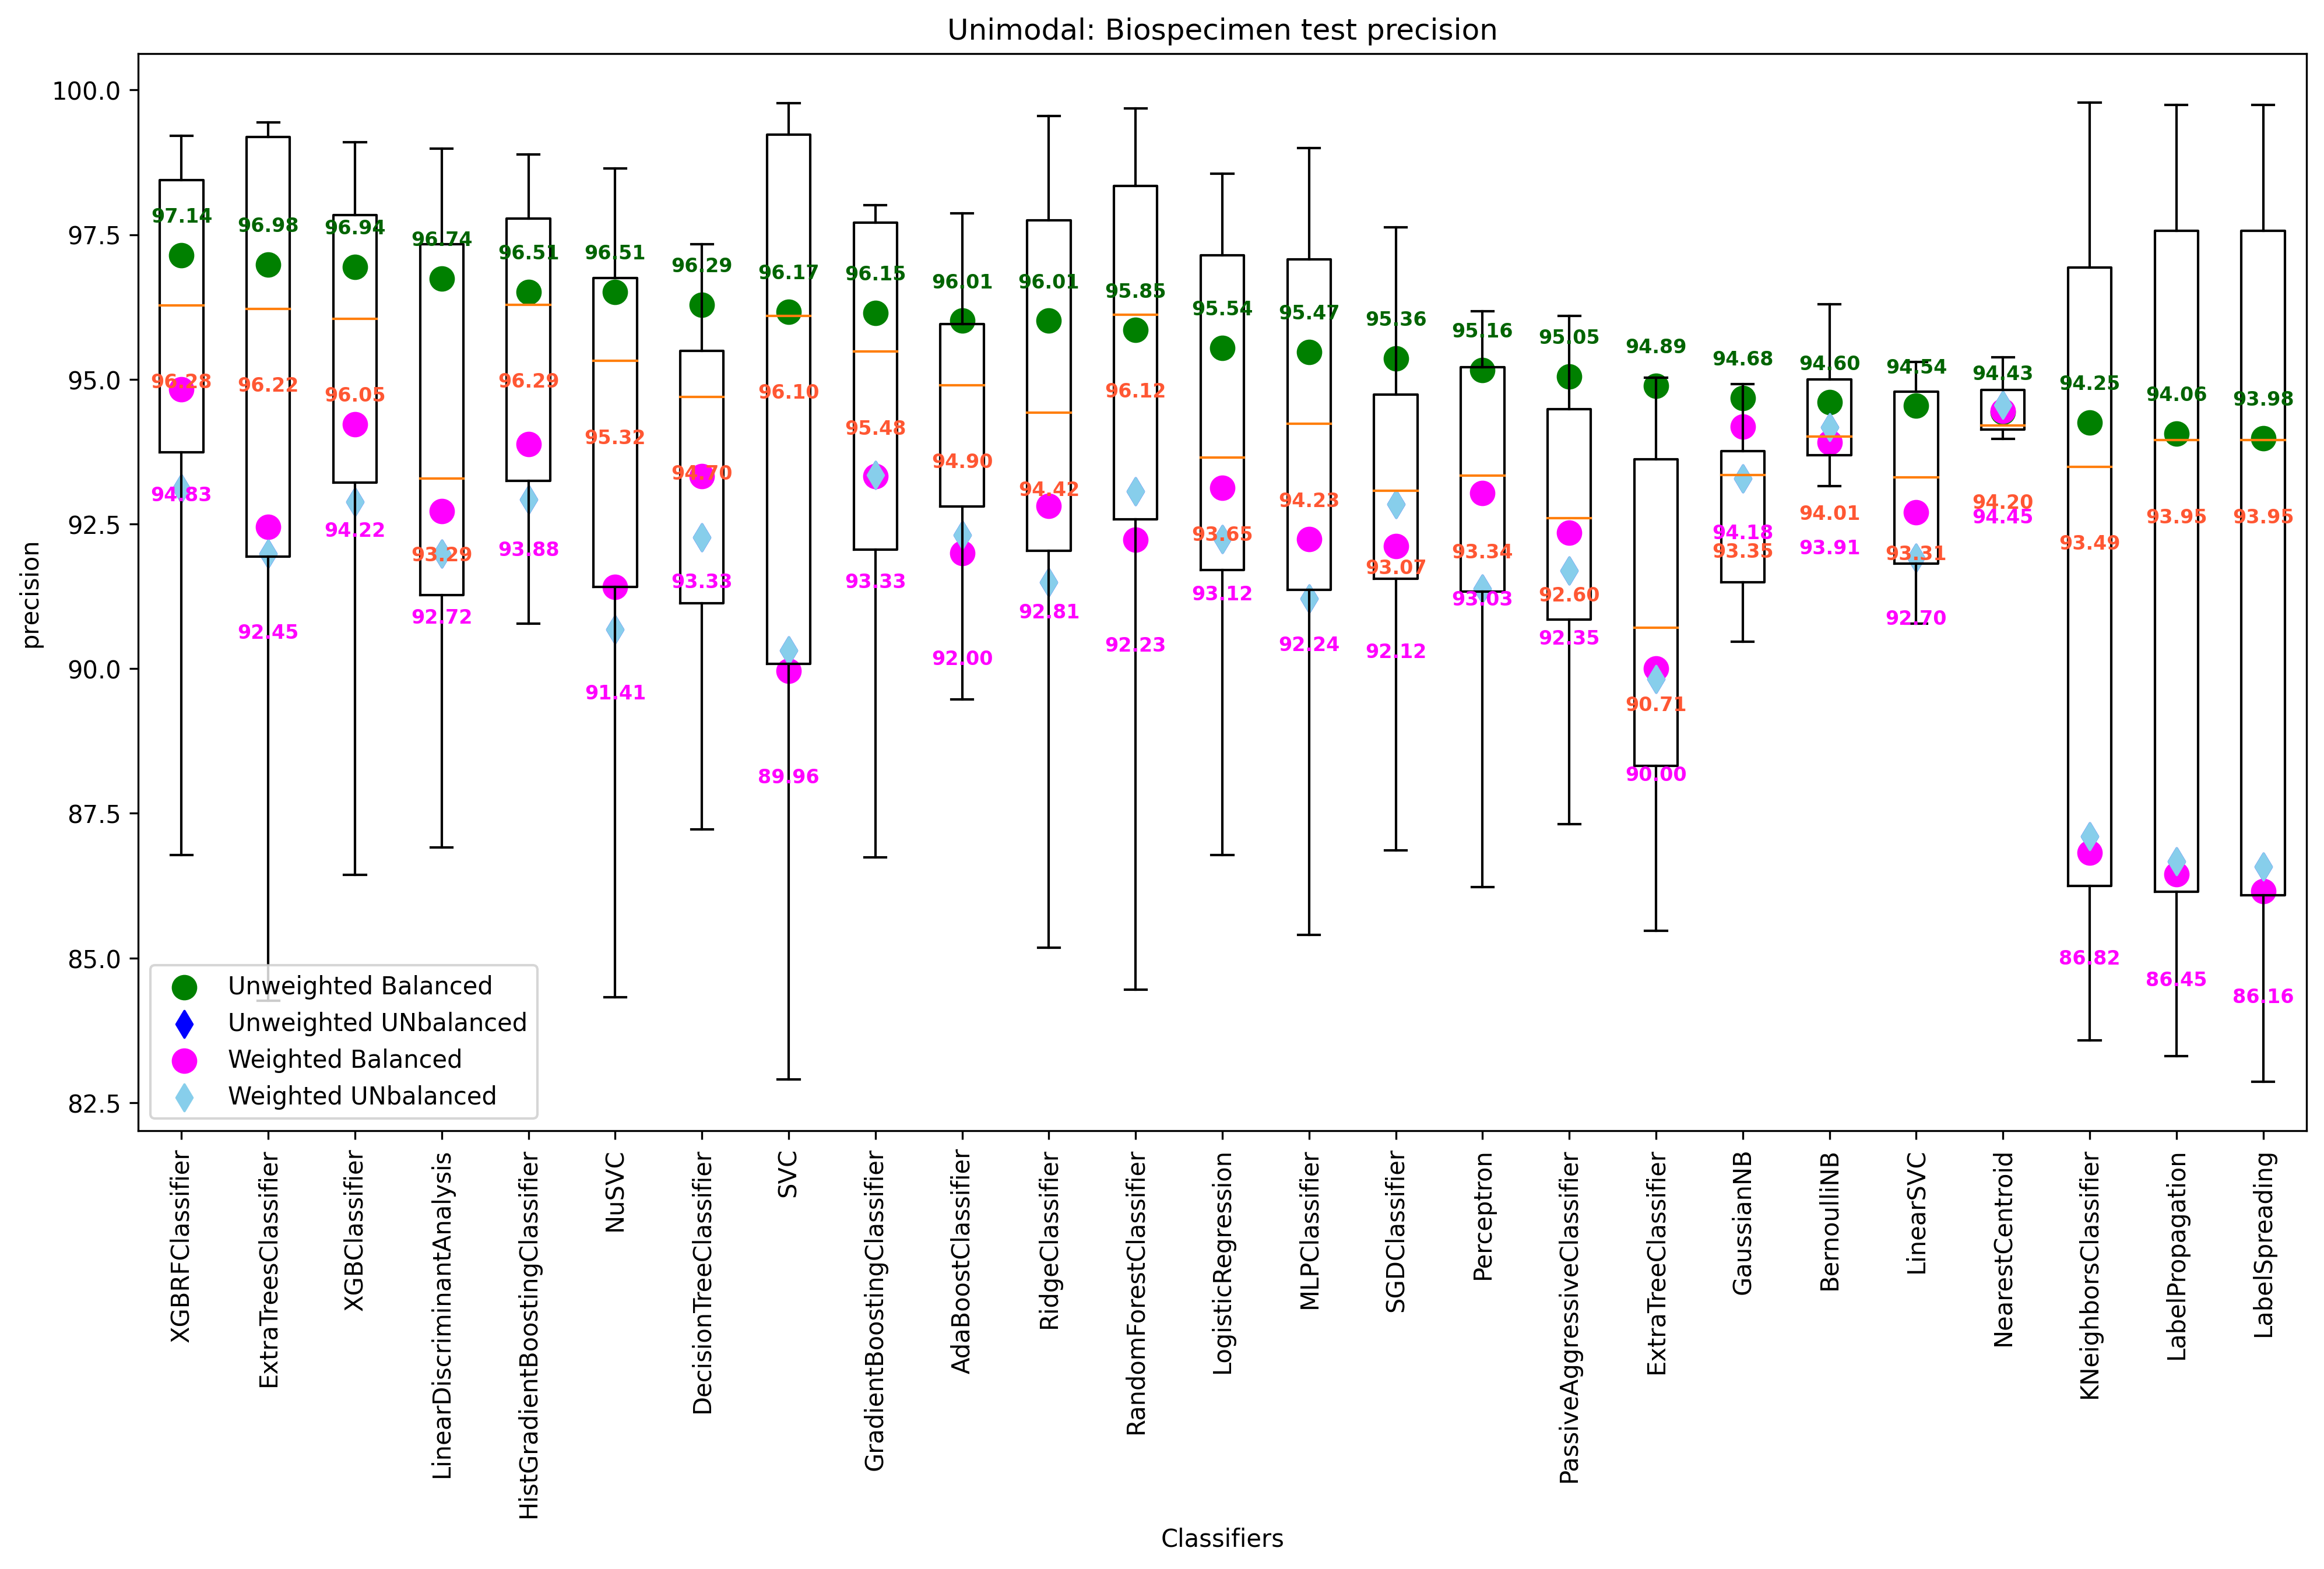 Unimodal: Biospecimen test precision
precision
100.0
97.5
95.0
92.5
90.0
87.5
85.0
82.5
97.14
96.98
96.94
96.74
96.51
96.51
96.29
96.17
96.15
96.01
96.01
95.85
95.54
95.47
95.36
95.16
95.05
94.89
94.68
94.60
94.54
94.43
94.25
94.06
93.98
96.28
96.22
96.05
93.29
96.29
95.32
94.70
96.10
95.48
94.90
94.42
96.12
93.65
94.23
93.07
93.34
92.60
90.71
93.35
94.01
93.31
94.20
93.49
93.95
93.95
94.83
92.45
94.22
92.72
93.88
91.41
93.33
89.96
93.33
92.00
92.81
92.23
93.12
92.24
92.12
93.03
92.35
90.00
94.18
93.91
92.70
94.45
86.82
86.45
86.16
Unweighted Balanced
Unweighted UNbalanced
Weighted Balanced
Weighted UNbalanced
XGBRFClassifier
ExtraTreesClassifier
XGBClassifier
LinearDiscriminantAnalysis
HistGradientBoostingClassifier
NuSVC
DecisionTreeClassifier
SVC
GradientBoostingClassifier
AdaBoostClassifier
RidgeClassifier
RandomForestClassifier
LogisticRegression
MLPClassifier
SGDClassifier
Perceptron
PassiveAggressiveClassifier
ExtraTreeClassifier
GaussianNB
BernoulliNB
LinearSVC
NearestCentroid
KNeighborsClassifier
LabelPropagation
LabelSpreading
Classifiers